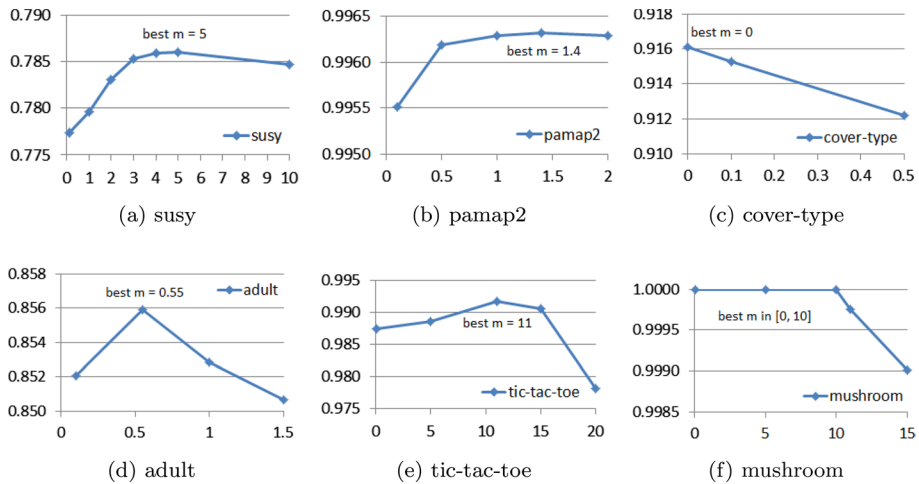 0.790
0.785
0.780
0.775
best m = 5
susy
0 1 2 3 4 5 6 7 8 9 10
(a) susy
0.9965
0.9960
0.9955
0.9950
best m = 1.4
pamap2
0 0.5 1 1.5 2
(b) pamap2
0.918
0.916
0.914
0.912
0.910
best m = 0
cover-type
0 0.1 0.2 0.3 0.4 0.5
(c) cover-type
0.858
0.856
0.854
0.852
0.850
best m = 0.55
adult
0 0.5 1 1.5
(d) adult
0.995
0.990
0.985
0.980
0.975
best m = 11
tic-tac-toe
0 5 10 15 20
(e) tic-tac-toe
1.0000
0.9995
0.9990
0.9985
best m in [0, 10]
mushroom
0 5 10 15
(f) mushroom